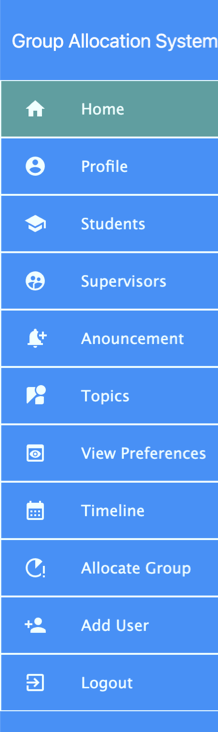 Group Allocation System
Home
Profile
Students
Supervisors
Anouncement
Topics
View Preferences
Timeline
Allocate Group
Add User
Logout